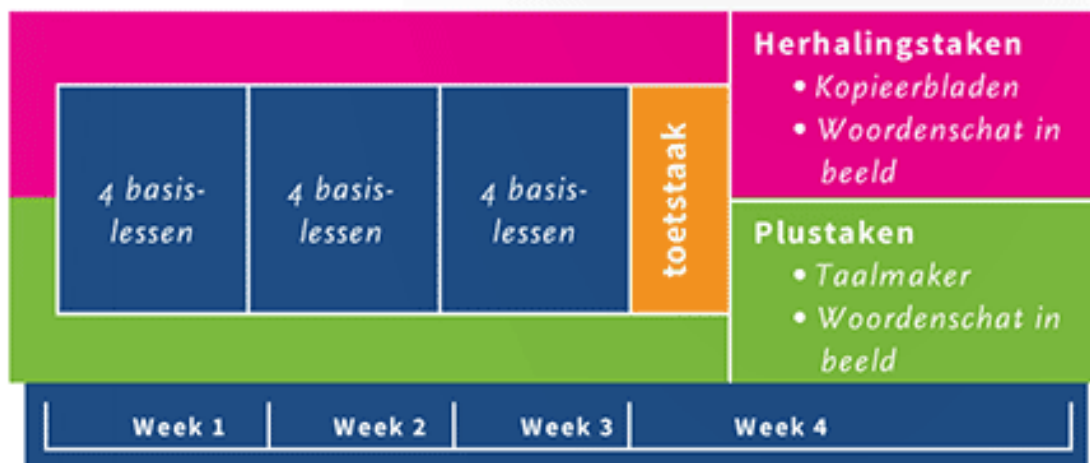 4 basis-
lessen
4 basis-
lessen
4 basis-
lessen
toetstaak
Herhalingstaken
• Kopieerbladen
• Woordenschat in
beeld
Plustaken
• Taalmaker
• Woordenschat in
beeld
Week 1
Week 2
Week 3
Week 4